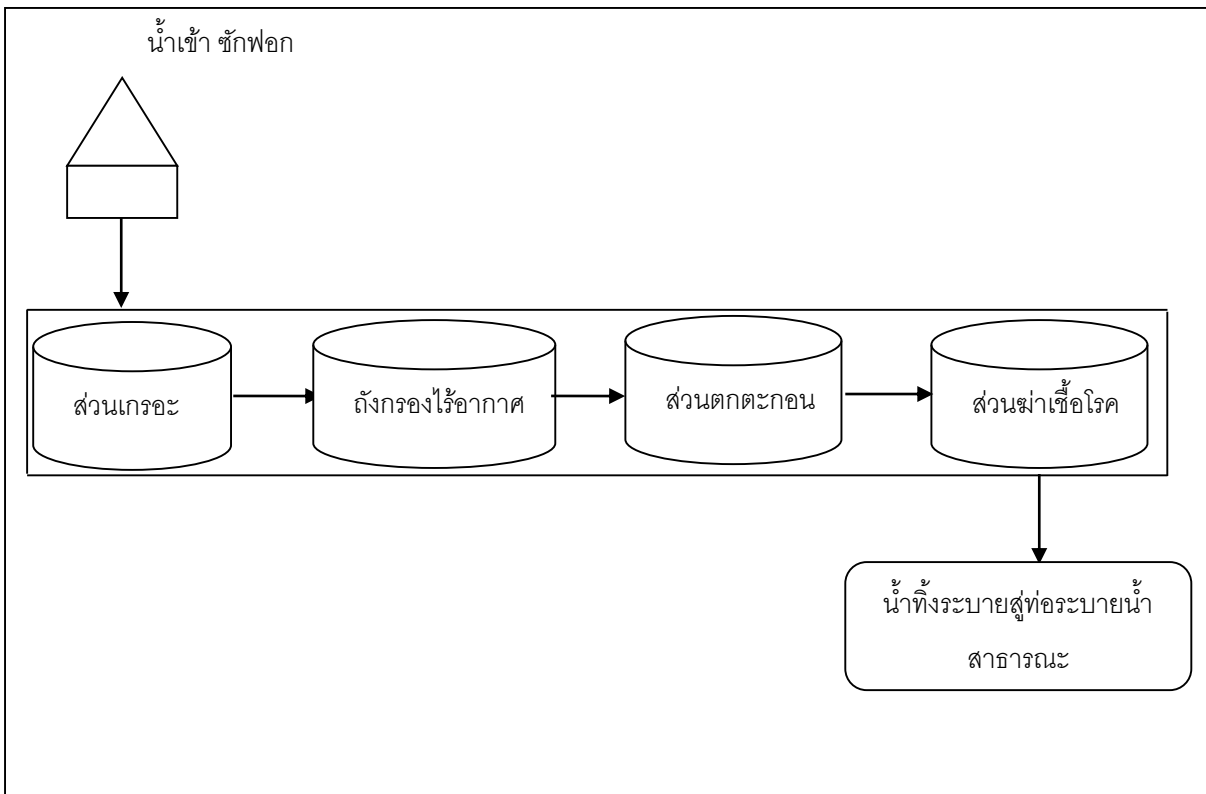 น้ำเข้า ซักฟอก
ส่วนเกรอะ
ถังกรองไร้อากาศ
ส่วนตกตะกอน
ส่วนฆ่าเชื้อโรค
น้ำทิ้งระบายสู่ท่อระบายน้ำ
สาธารณะ